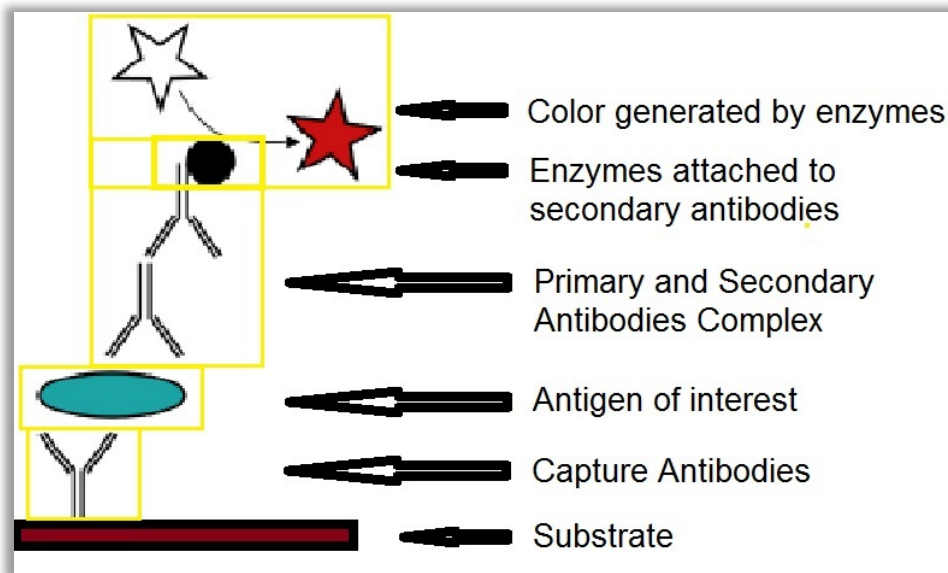 Color generated by enzymes
Enzymes attached to
secondary antibodies
Primary and Secondary
Antibodies Complex
Antigen of interest
Capture Antibodies
Substrate